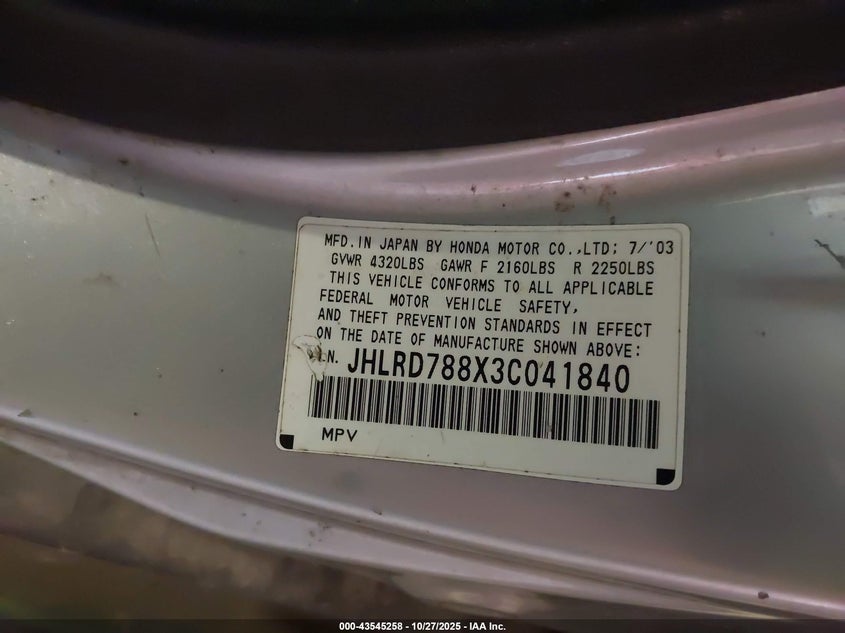 MFD. IN JAPAN BY HONDA MOTOR CO.,LTD; 7/'03
GVWR 4320LBS GAWR F 2160LBS R 2250LBS
THIS VEHICLE CONFORMS TO ALL APPLICABLE
FEDERAL MOTOR VEHICLE SAFETY,
AND THEFT PREVENTION STANDARDS IN EFFECT
ON THE DATE OF MANUFACTURE SHOWN ABOVE:
JHLRD788X3C041840
MPV
000-43545258 - 10/27/2025 - IAA Inc.